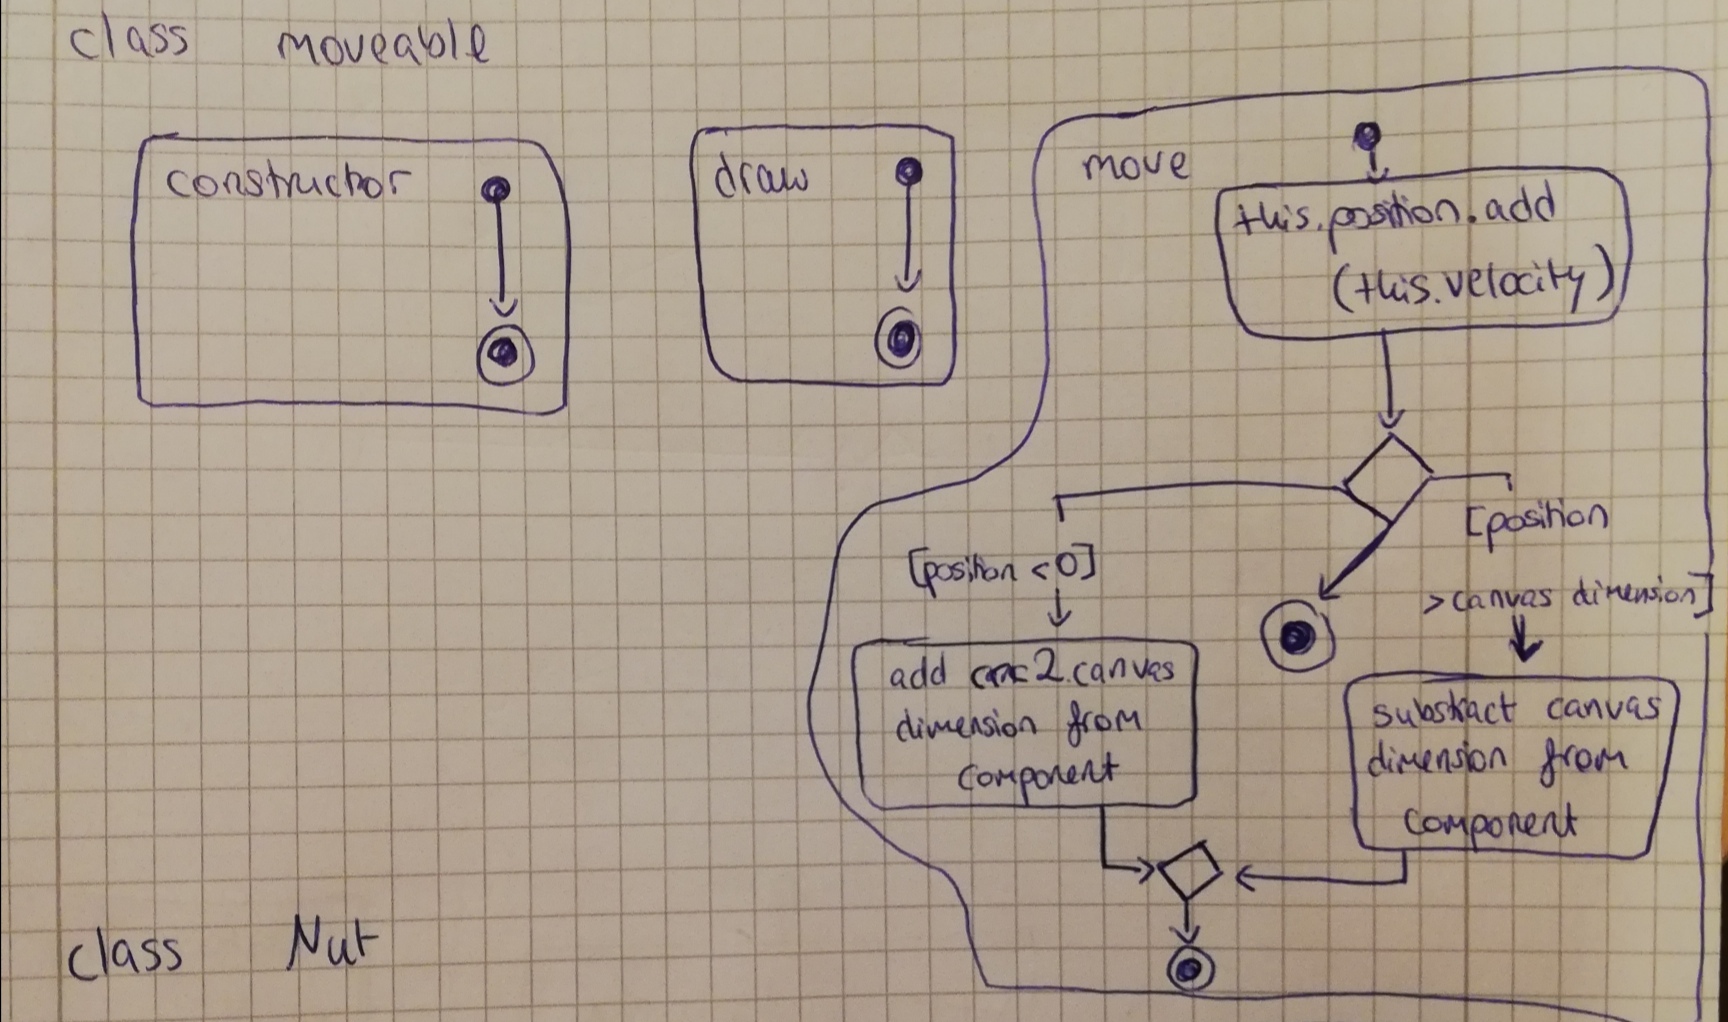 class moveable
constructor
draw
move
this.position.add
(this.velocity)
[position <0]
[position
>canvas dimension]
add crc2.canvas
dimension from
component
substract canvas
dimension from
component
class Nut